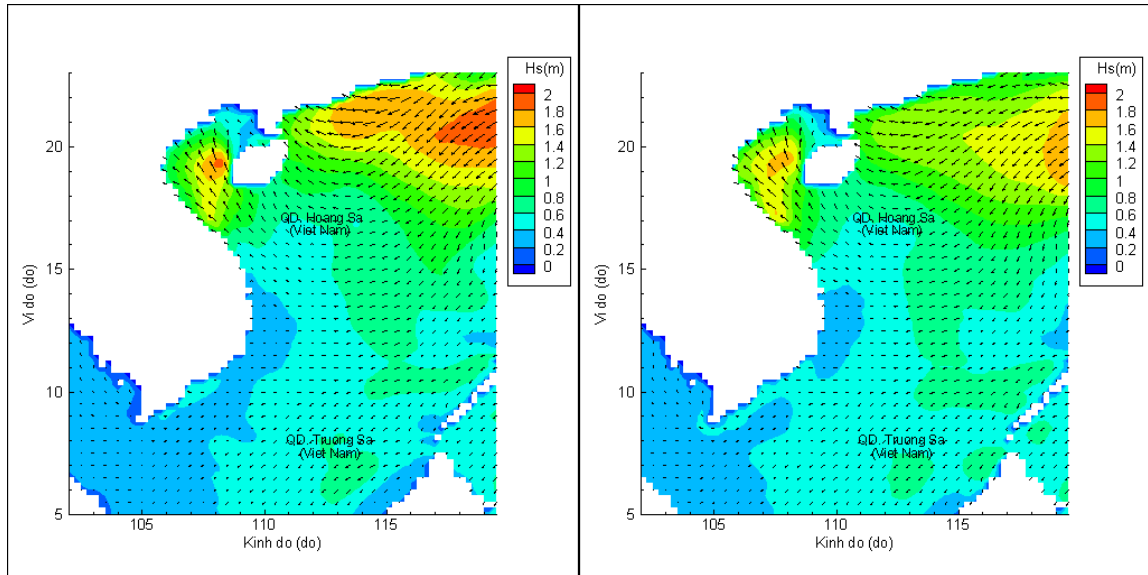 Hs(m)
2
1.8
1.6
1.4
1.2
1
0.8
0.6
0.4
0.2
0
20
15
10
5
Vi do (do)
QD. Hoang Sa
(Viet Nam)
QD. Truong Sa
(Viet Nam)
105
110
115
Kinh do (do)
Hs(m)
2
1.8
1.6
1.4
1.2
1
0.8
0.6
0.4
0.2
0
20
15
10
5
Vi do (do)
QD. Hoang Sa
(Viet Nam)
QD. Truong Sa
(Viet Nam)
105
110
115
Kinh do (do)